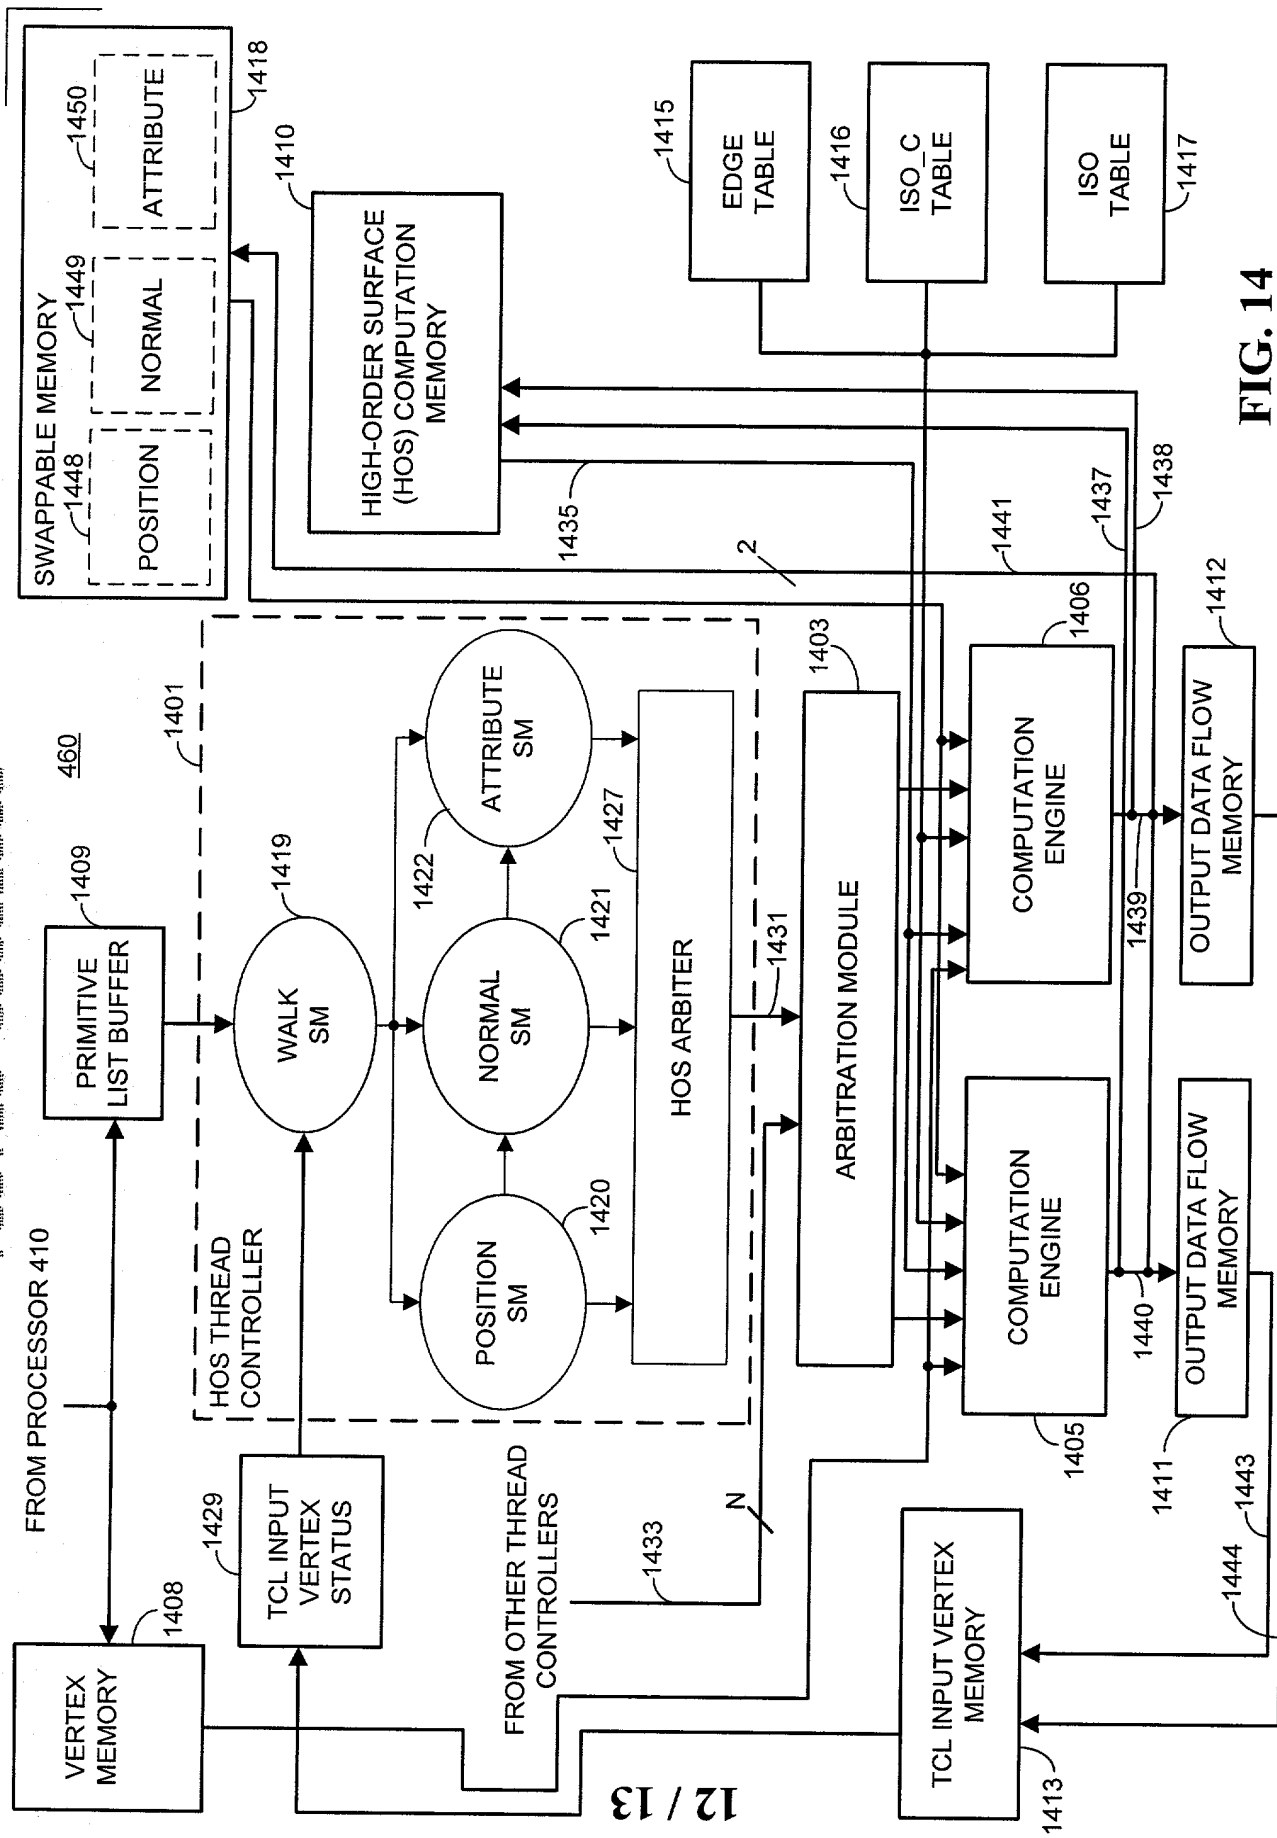 FROM PROCESSOR 410
460
VERTEX
MEMORY
1408
PRIMITIVE
LIST BUFFER
1409
SWAPPABLE MEMORY
1448
POSITION
1449
NORMAL
1450
ATTRIBUTE
1418
TCL INPUT
VERTEX
STATUS
1429
HOS THREAD
CONTROLLER
1401
WALK
SM
1419
POSITION
SM
1420
NORMAL
SM
1421
ATTRIBUTE
SM
1422
HOS ARBITER
1427
HIGH-ORDER SURFACE
(HOS) COMPUTATION
MEMORY
1410
1435
FROM OTHER THREAD
CONTROLLERS
1433
N
1431
2
1441
ARBITRATION MODULE
1403
EDGE
TABLE
1415
ISO_C
TABLE
1416
ISO
TABLE
1417
TCL INPUT VERTEX
MEMORY
1413
COMPUTATION
ENGINE
1405
COMPUTATION
ENGINE
1406
1437
1438
1440
1439
OUTPUT DATA FLOW
MEMORY
1411
OUTPUT DATA FLOW
MEMORY
1412
1444
1443
FIG. 14
12 / 13